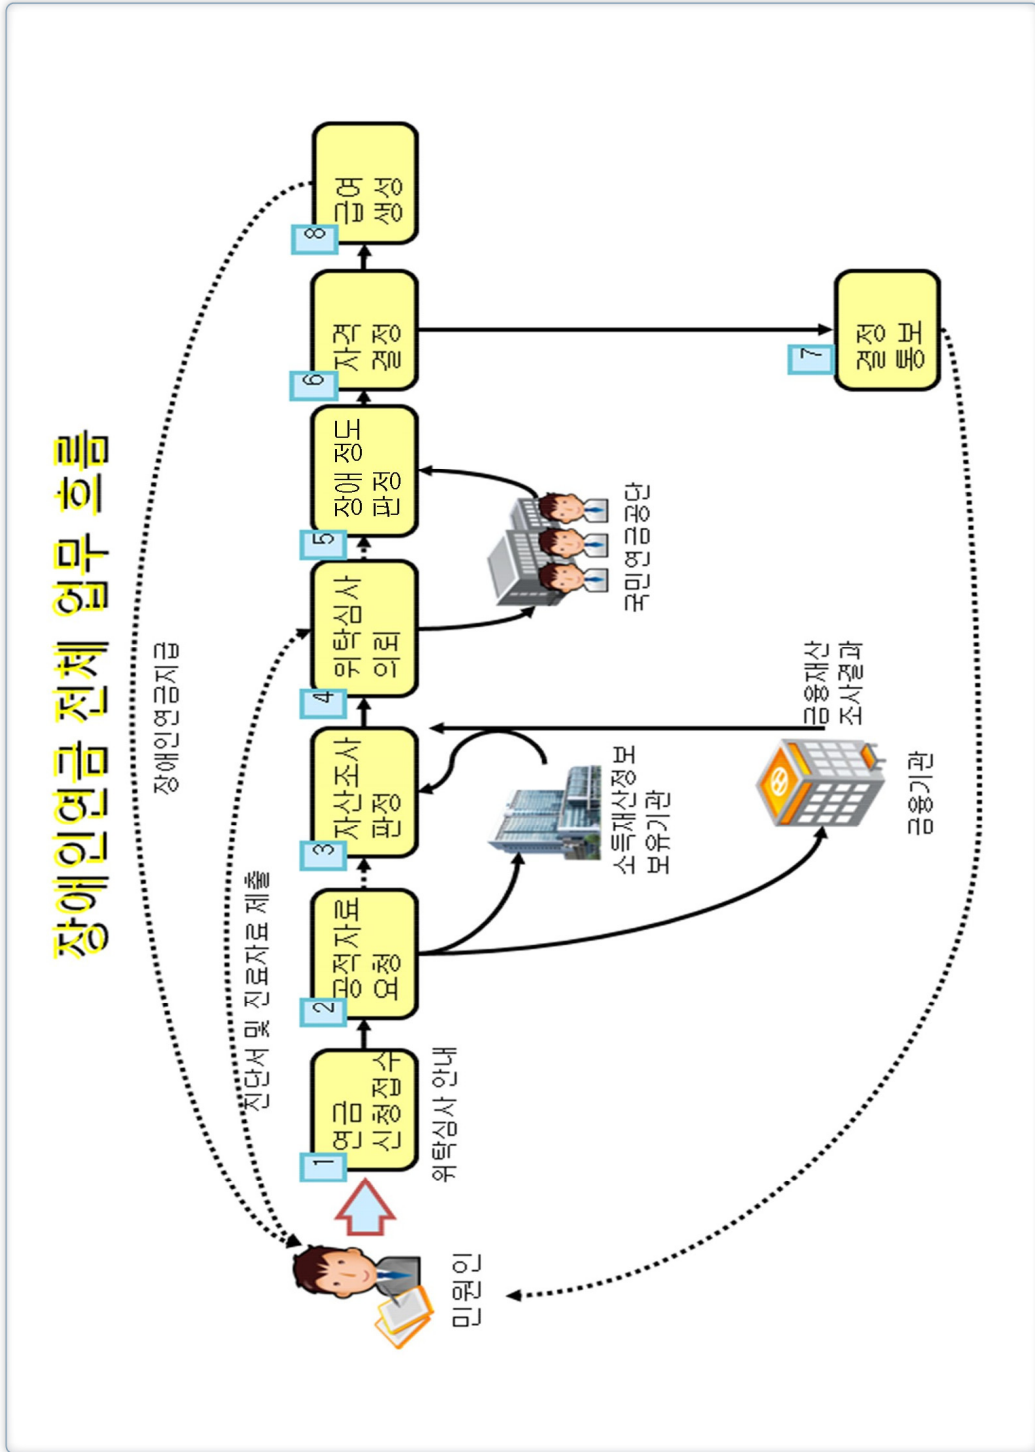 장애인연금 전체 업무 흐름
장애인연금지급
진단서 및 진료자료 제출
민원인
1
연금
신청접수
위탁심사 안내
2
공적자료
요청
3
자산조사
판정
4
위탁심사
의뢰
5
장애 정도
판정
6
자격
결정
8
급여
생성
소득재산정보
보유기관
국민연금공단
금융재산
조사결과
금융기관
7
결정
통보